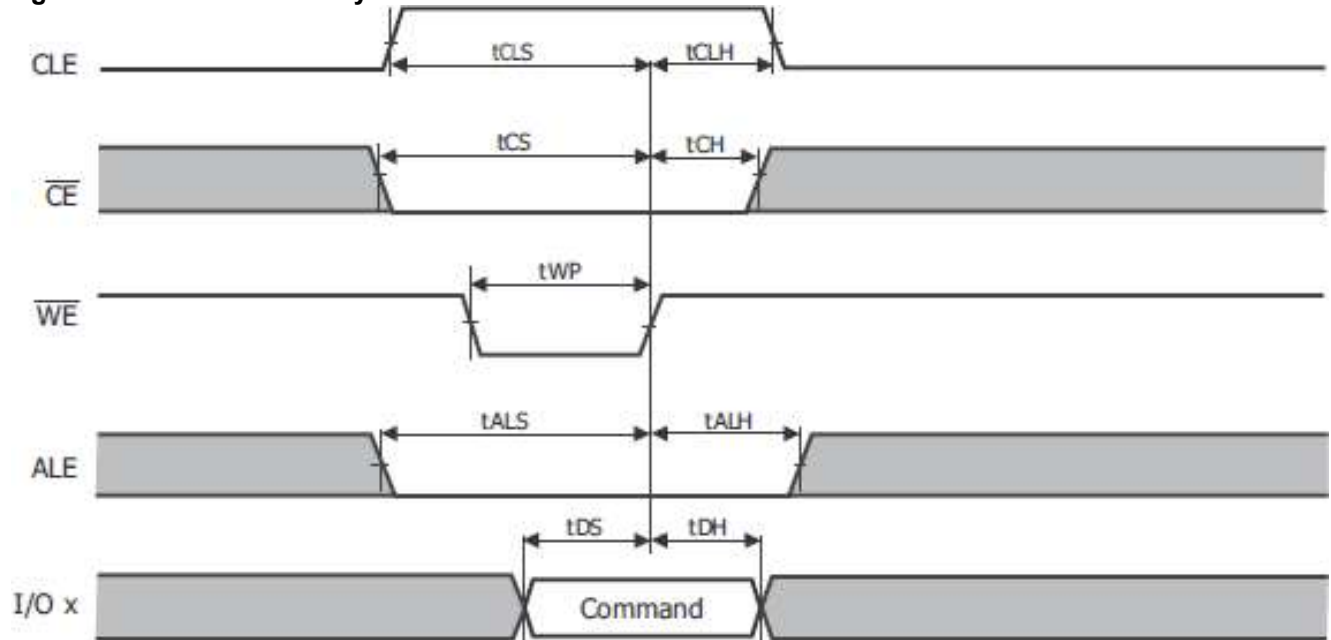 CLE
tCLS
tCLH
CE
tCS
tCH
WE
tWP
ALE
tALS
tALH
I/O x
tDS
tDH
Command